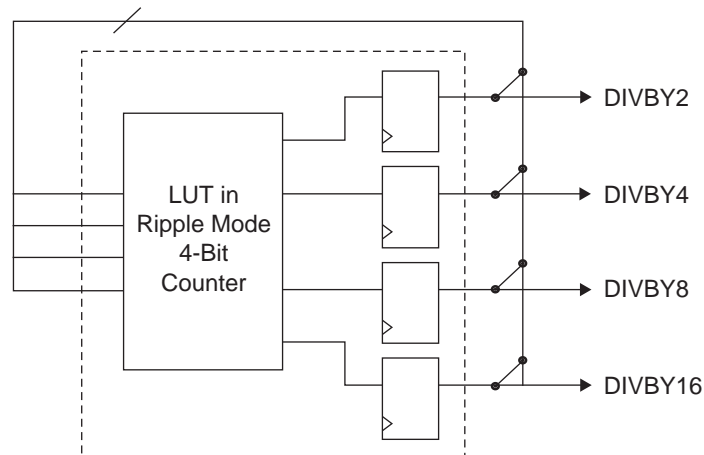 DIVBY2
LUT in
Ripple Mode
4-Bit
Counter
DIVBY4
DIVBY8
DIVBY16